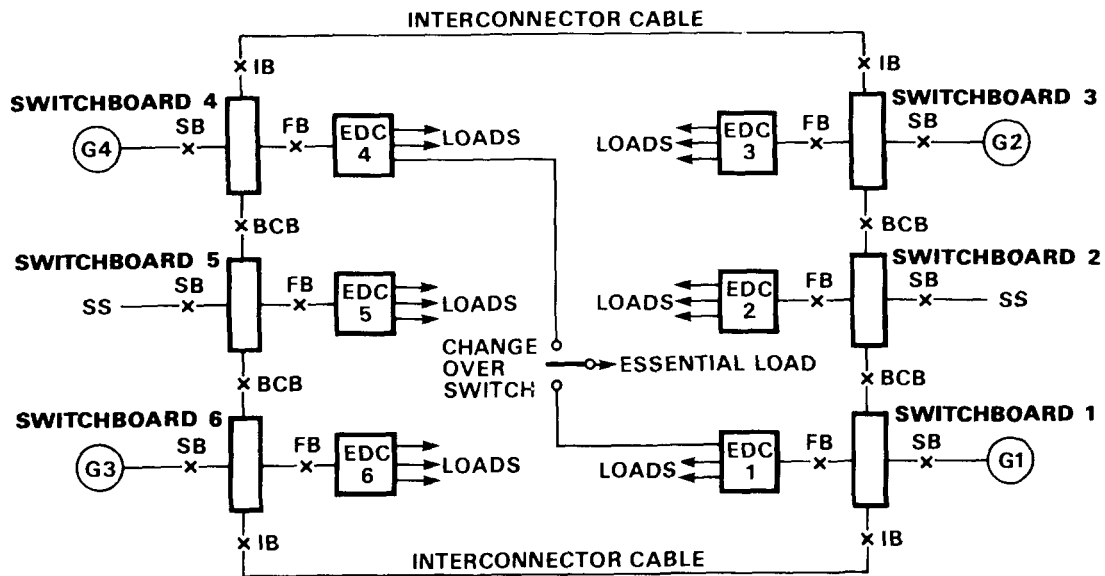 INTERCONNECTOR CABLE
IB
IB
SWITCHBOARD 4
SWITCHBOARD 3
G4
SB
FB
EDC
4
LOADS
LOADS
EDC
3
FB
SB
G2
BCB
BCB
SWITCHBOARD 5
SWITCHBOARD 2
SS
SB
FB
EDC
5
LOADS
LOADS
EDC
2
FB
SB
SS
CHANGE
OVER
SWITCH
ESSENTIAL LOAD
BCB
BCB
SWITCHBOARD 6
SWITCHBOARD 1
G3
SB
FB
EDC
6
LOADS
LOADS
EDC
1
FB
SB
G1
IB
IB
INTERCONNECTOR CABLE